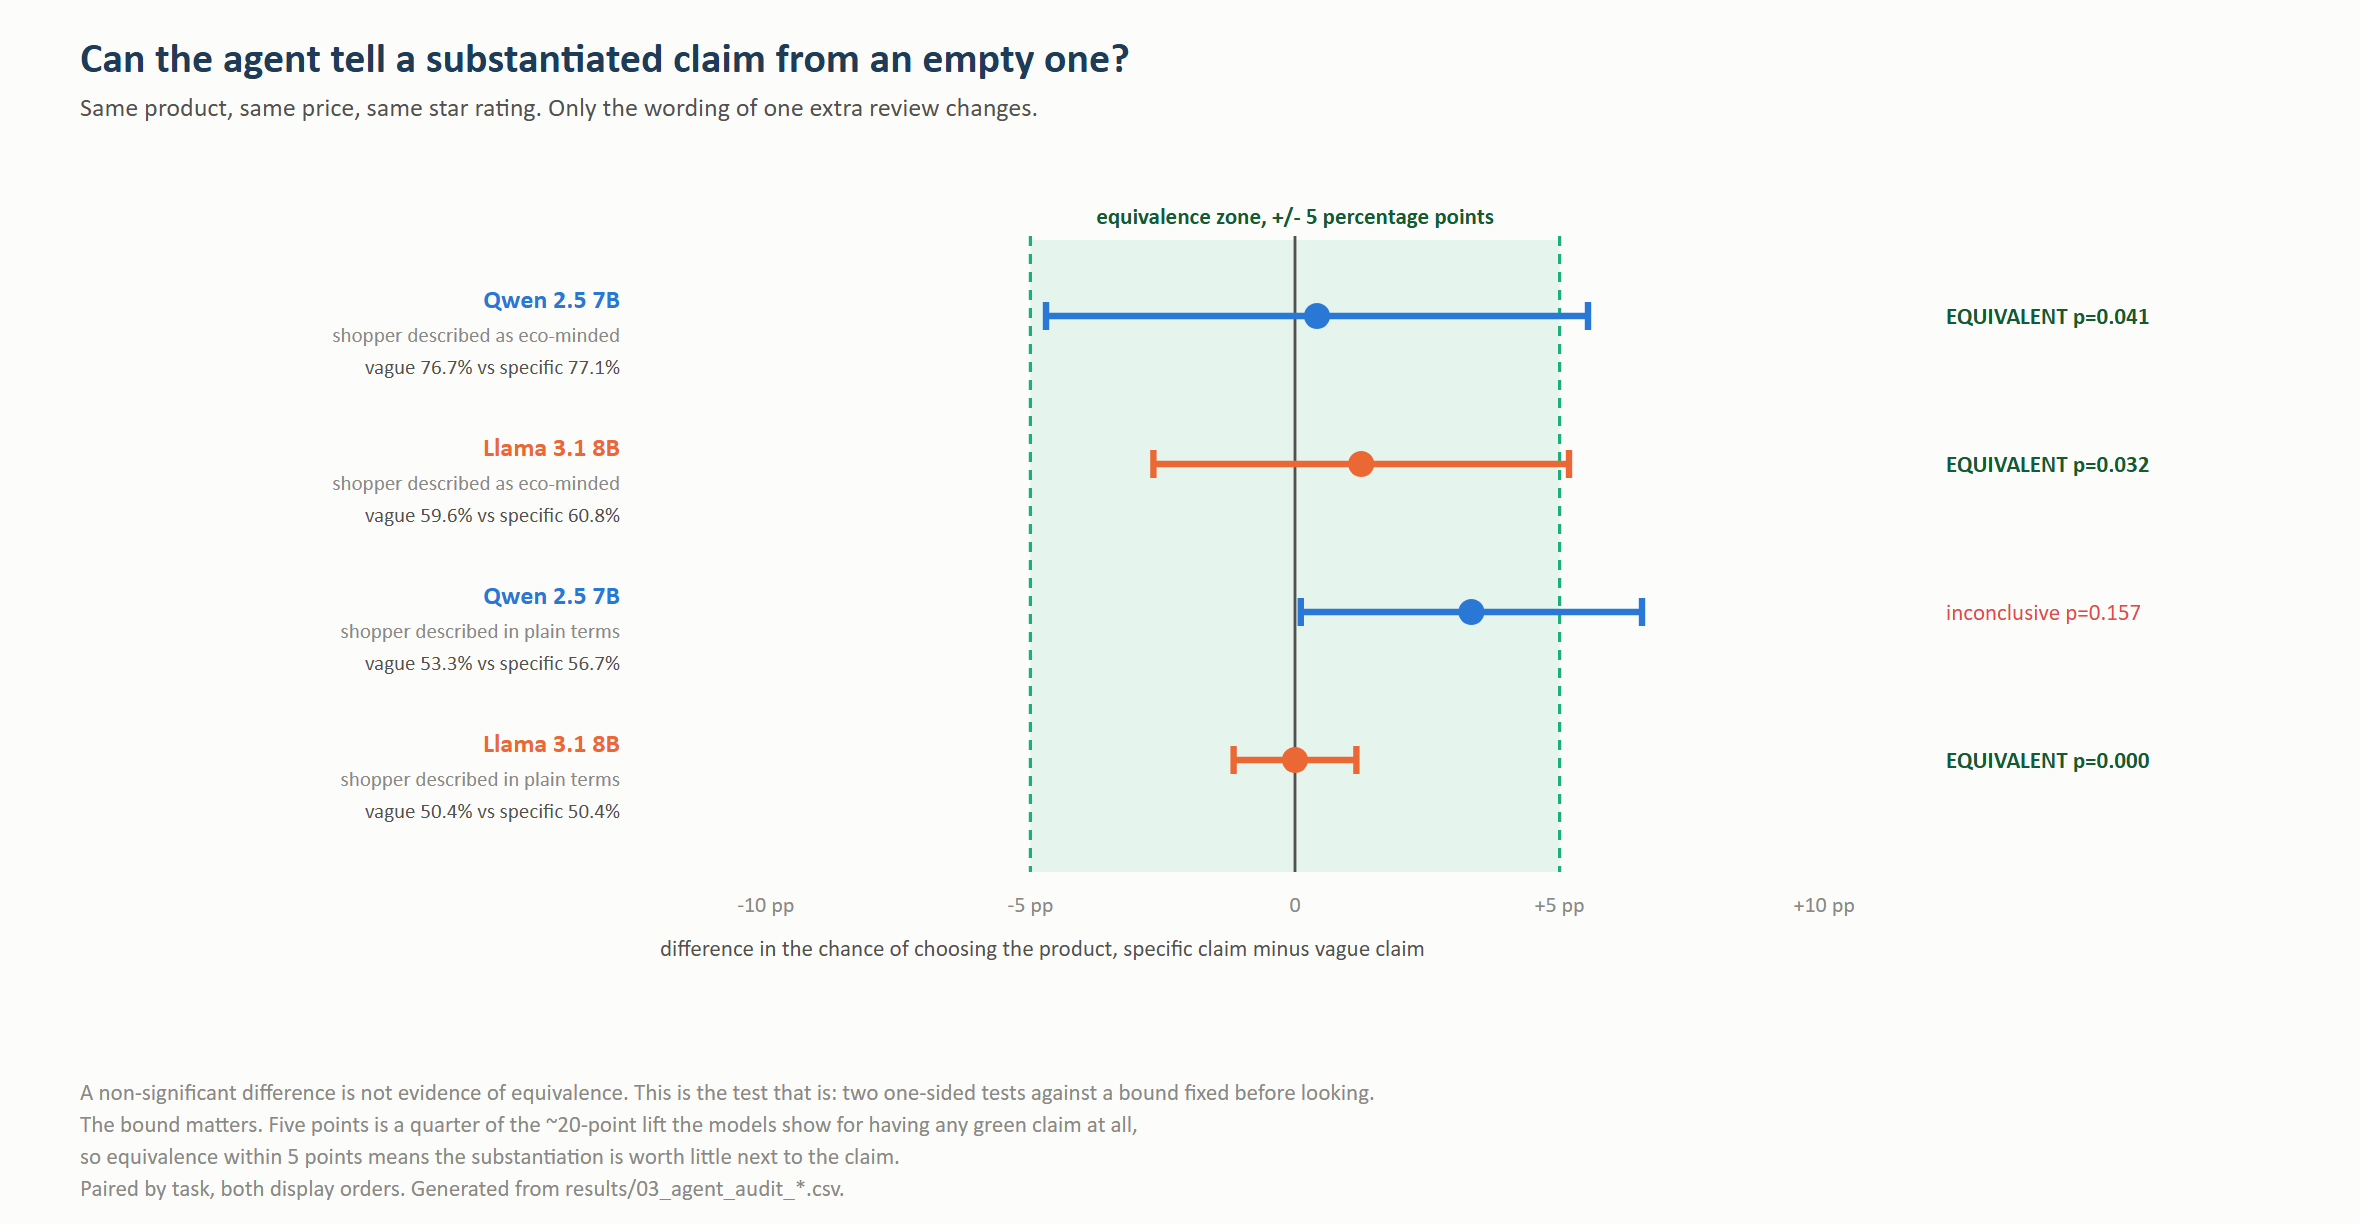 Can the agent tell a substantiated claim from an empty one?
Same product, same price, same star rating. Only the wording of one extra review changes.
equivalence zone, +/- 5 percentage points
Qwen 2.5 7B
shopper described as eco-minded
vague 76.7% vs specific 77.1%
EQUIVALENT p=0.041
Llama 3.1 8B
shopper described as eco-minded
vague 59.6% vs specific 60.8%
EQUIVALENT p=0.032
Qwen 2.5 7B
shopper described in plain terms
vague 53.3% vs specific 56.7%
inconclusive p=0.157
Llama 3.1 8B
shopper described in plain terms
vague 50.4% vs specific 50.4%
EQUIVALENT p=0.000
-10 pp -5 pp 0 +5 pp +10 pp
difference in the chance of choosing the product, specific claim minus vague claim
A non-significant difference is not evidence of equivalence. This is the test that is: two one-sided tests against a bound fixed before looking.
The bound matters. Five points is a quarter of the ~20-point lift the models show for having any green claim at all,
so equivalence within 5 points means the substantiation is worth little next to the claim.
Paired by task, both display orders. Generated from results/03_agent_audit_*.csv.